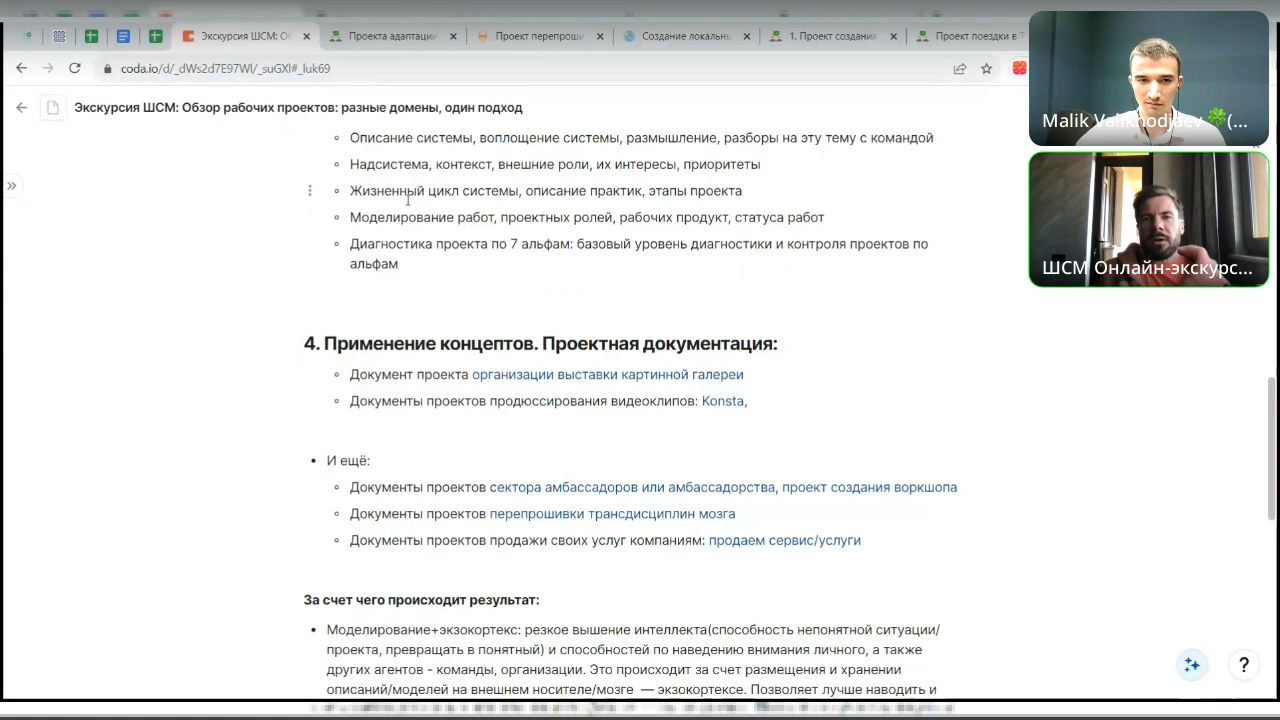 Экскурсия ШСМ: О
Проекта адаптации
Проект перепрош
Создание локальн
1. Проект создания
Проект поездки в Т
coda.io/d/_dWs2d7E97Wl/_suGXl#_luk69
Экскурсия ШСМ: Обзор рабочих проектов: разные домены, один подход
Malik Valikhodjaev 🍀(...
ШСМ Онлайн-экскурс...
Описание системы, воплощение системы, размышление, разборы на эту тему с командой
Надсистема, контекст, внешние роли, их интересы, приоритеты
Жизненный цикл системы, описание практик, этапы проекта
Моделирование работ, проектных ролей, рабочих продукт, статуса работ
Диагностика проекта по 7 альфам: базовый уровень диагностики и контроля проектов по
альфам
4. Применение концептов. Проектная документация:
Документ проекта организации выставки картинной галереи
Документы проектов продюссирования видеоклипов: Konsta,
И ещё:
Документы проектов сектора амбассадоров или амбассадорства, проект создания воркшопа
Документы проектов перепрошивки трансдисциплин мозга
Документы проектов продажи своих услуг компаниям: продаем сервис/услуги
За счет чего происходит результат:
Моделирование+экзокортекс: резкое вышение интеллекта(способность непонятной ситуации/
проекта, превращать в понятный) и способностей по наведению внимания личного, а также
других агентов - команды, организации. Это происходит за счет размещения и хранении
описаний/моделей на внешнем носителе/мозге — экзокортексе. Позволяет лучше наводить и